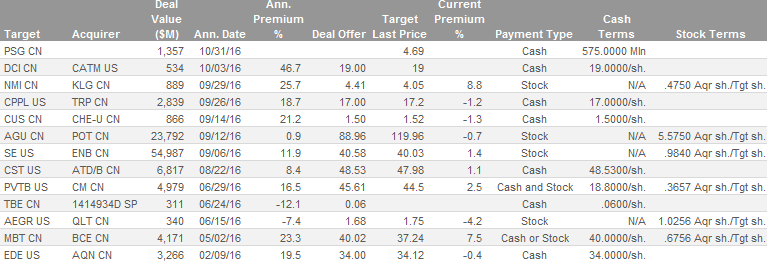 Target Acquirer Deal Value ($M) Ann. Date Ann. Premium % Deal Offer Target Last Price Current Premium % Payment Type Cash Terms Stock Terms
PSG CN 1,357 10/31/16 4.69 Cash 575.0000 Mln
DCI CN CATM US 534 10/03/16 46.7 19.00 19 Cash 19.0000/sh.
NMI CN KLG CN 889 09/29/16 25.7 4.41 4.05 8.8 Stock N/A .4750 Aqr sh./Tgt sh.
CPPL US TRP CN 2,839 09/26/16 18.7 17.00 17.2 -1.2 Cash 17.0000/sh.
CUS CN CHE-U CN 866 09/14/16 21.2 1.50 1.52 -1.3 Cash 1.5000/sh.
AGU CN POT CN 23,792 09/12/16 0.9 88.96 119.96 -0.7 Stock N/A 5.5750 Aqr sh./Tgt sh.
SE US ENB CN 54,987 09/06/16 11.9 40.58 40.03 1.4 Stock N/A .9840 Aqr sh./Tgt sh.
CST US ATD/B CN 6,817 08/22/16 8.4 48.53 47.98 1.1 Cash 48.5300/sh.
PVTB US CM CN 4,979 06/29/16 16.5 45.61 44.5 2.5 Cash and Stock 18.8000/sh. .3657 Aqr sh./Tgt sh.
TBE CN 1414934D SP 311 06/24/16 -12.1 0.06 Cash .0600/sh.
AEGR US QLT CN 340 06/15/16 -7.4 1.68 1.75 -4.2 Stock N/A 1.0256 Aqr sh./Tgt sh.
MBT CN BCE CN 4,171 05/02/16 23.3 40.02 37.24 7.5 Cash or Stock 40.0000/sh. .6756 Aqr sh./Tgt sh.
EDE US AQN CN 3,266 02/09/16 19.5 34.00 34.12 -0.4 Cash 34.0000/sh.